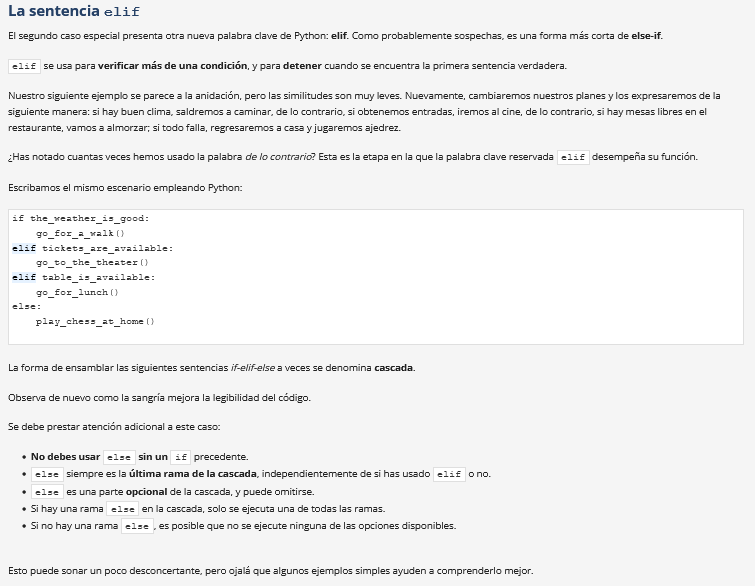 La sentencia elif
El segundo caso especial presenta otra nueva palabra clave de Python: elif. Como probablemente sospechas, es una forma más corta de else-if.
elif se usa para verificar más de una condición, y para detener cuando se encuentra la primera sentencia verdadera.
Nuestro siguiente ejemplo se parece a la anidación, pero las similitudes son muy leves. Nuevamente, cambiaremos nuestros planes y los expresaremos de la
siguiente manera: si hay buen clima, saldremos a caminar, de lo contrario, si obtenemos entradas, iremos al cine, de lo contrario, si hay mesas libres en el
restaurante, vamos a almorzar; si todo falla, regresaremos a casa y jugaremos ajedrez.
¿Has notado cuantas veces hemos usado la palabra de lo contrario? Esta es la etapa en la que la palabra clave reservada elif desempeña su función.
Escribamos el mismo escenario empleando Python:
if the_weather_is_good:
    go_for_a_walk()
elif tickets_are_available:
    go_to_the_theater()
elif table_is_available:
    go_for_lunch()
else:
    play_chess_at_home()
La forma de ensamblar las siguientes sentencias if-elif-else a veces se denomina cascada.
Observa de nuevo como la sangría mejora la legibilidad del código.
Se debe prestar atención adicional a este caso:
• No debes usar else sin un if precedente.
• else siempre es la última rama de la cascada, independientemente de si has usado elif o no.
• else es una parte opcional de la cascada, y puede omitirse.
• Si hay una rama else en la cascada, solo se ejecuta una de todas las ramas.
• Si no hay una rama else, es posible que no se ejecute ninguna de las opciones disponibles.
Esto puede sonar un poco desconcertante, pero ojalá que algunos ejemplos simples ayuden a comprenderlo mejor.